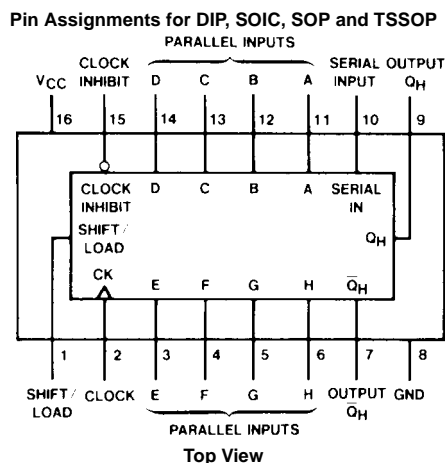 Pin Assignments for DIP, SOIC, SOP and TSSOP
PARALLEL INPUTS
CLOCK SERIAL OUTPUT
VCC INHIBIT D C B A INPUT QH
16 15 14 13 12 11 10 9
CLOCK D C B A SERIAL
INHIBIT IN
SHIFT/
LOAD QH
CK E F G H Q̅H
1 2 3 4 5 6 7 8
SHIFT/ CLOCK E F G H OUTPUT GND
LOAD Q̅H
PARALLEL INPUTS
Top View